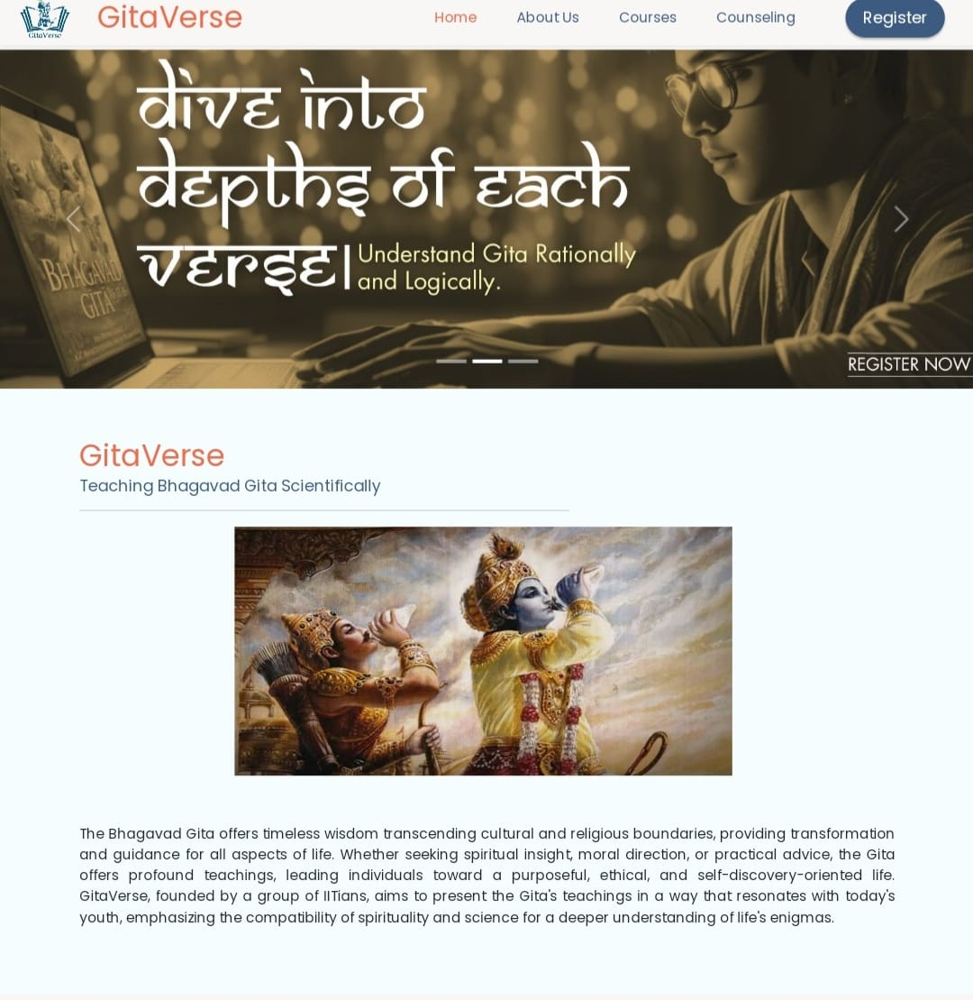 GitaVerse
GitaVerse
Home
About Us
Courses
Counseling
Register
dive into
depths of each
verse
Understand Gita Rationally
and Logically.
BHAGAVAD
GITA
REGISTER NOW
GitaVerse
Teaching Bhagavad Gita Scientifically
The Bhagavad Gita offers timeless wisdom transcending cultural and religious boundaries, providing transformation
and guidance for all aspects of life. Whether seeking spiritual insight, moral direction, or practical advice, the Gita
offers profound teachings, leading individuals toward a purposeful, ethical, and self-discovery-oriented life.
GitaVerse, founded by a group of IITians, aims to present the Gita's teachings in a way that resonates with today's
youth, emphasizing the compatibility of spirituality and science for a deeper understanding of life's enigmas.